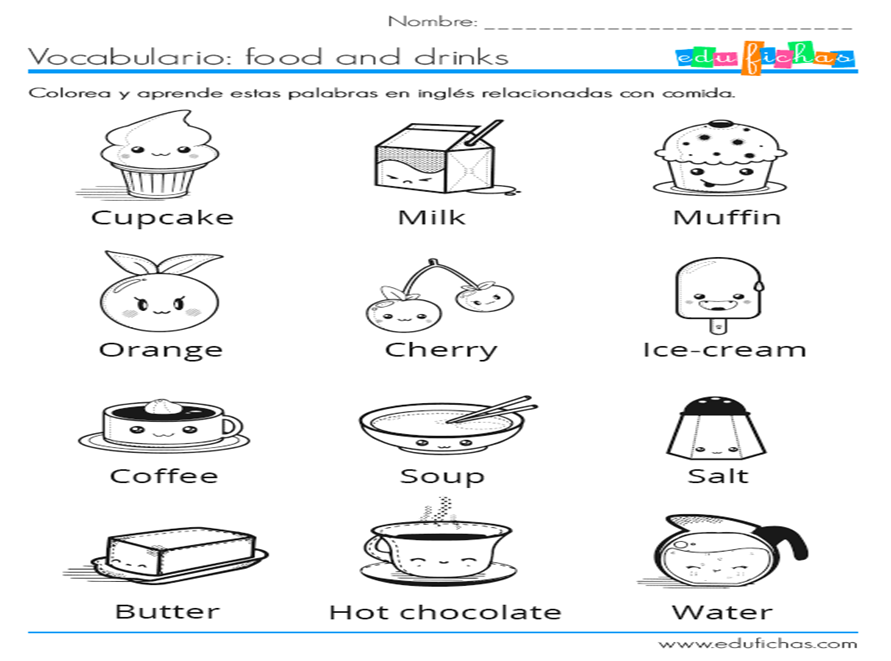 Nombre: ____________________________
Vocabulario: food and drinks
edufichas
Colorea y aprende estas palabras en inglés relacionadas con comida.
Cupcake Milk Muffin
Orange Cherry Ice-cream
Coffee Soup Salt
Butter Hot chocolate Water
www.edufichas.com